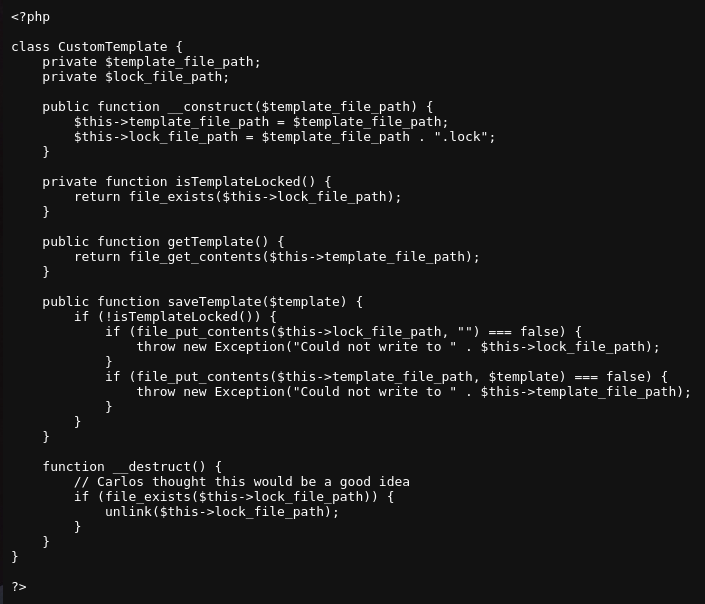 <?php

class CustomTemplate {
    private $template_file_path;
    private $lock_file_path;

    public function __construct($template_file_path) {
        $this->template_file_path = $template_file_path;
        $this->lock_file_path = $template_file_path . ".lock";
    }

    private function isTemplateLocked() {
        return file_exists($this->lock_file_path);
    }

    public function getTemplate() {
        return file_get_contents($this->template_file_path);
    }

    public function saveTemplate($template) {
        if (!isTemplateLocked()) {
            if (file_put_contents($this->lock_file_path, "") === false) {
                throw new Exception("Could not write to " . $this->lock_file_path);
            }
            if (file_put_contents($this->template_file_path, $template) === false) {
                throw new Exception("Could not write to " . $this->template_file_path);
            }
        }
    }

    function __destruct() {
        // Carlos thought this would be a good idea
        if (file_exists($this->lock_file_path)) {
            unlink($this->lock_file_path);
        }
    }
}

?>